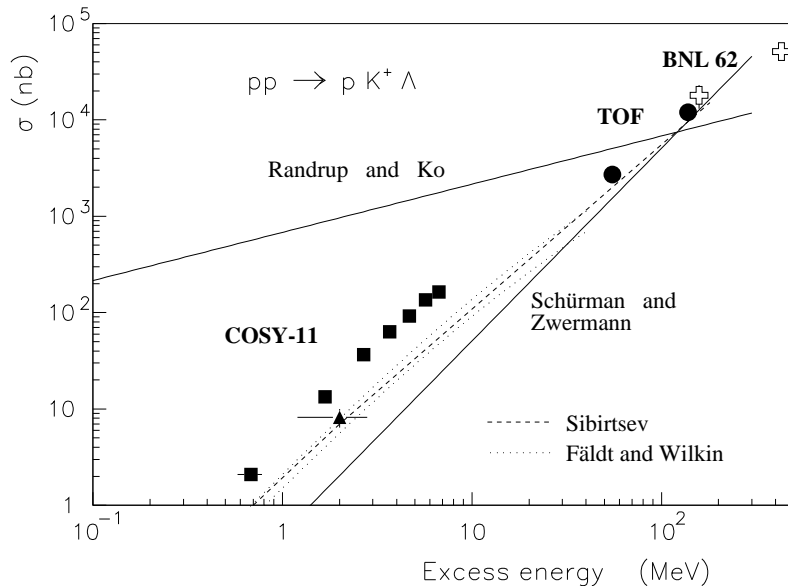 σ (nb)
10^5
10^4
10^3
10^2
10
1
pp → p K^+ Λ
BNL 62
TOF
Randrup and Ko
Schürman and
Zwermann
COSY-11
Sibirtsev
Fäldt and Wilkin
10^-1 1 10 10^2
Excess energy (MeV)